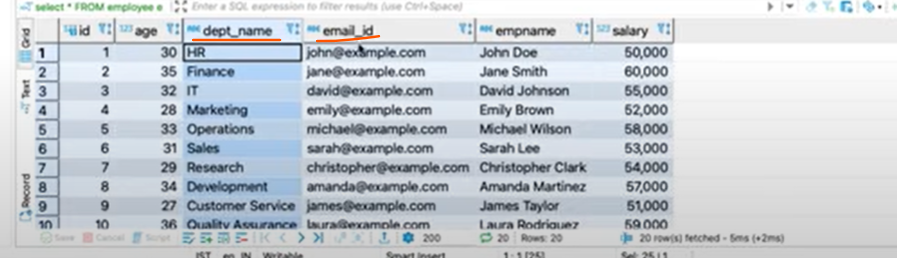 select * FROM employee e Enter a SQL expression to filter results (use Ctrl+Space)
Grid
Text
Record
id age dept_name email_id empname salary
1 1 30 HR john@example.com John Doe 50,000
2 2 35 Finance jane@example.com Jane Smith 60,000
3 3 32 IT david@example.com David Johnson 55,000
4 4 28 Marketing emily@example.com Emily Brown 52,000
5 5 33 Operations michael@example.com Michael Wilson 58,000
6 6 31 Sales sarah@example.com Sarah Lee 53,000
7 7 29 Research christopher@example.com Christopher Clark 54,000
8 8 34 Development amanda@example.com Amanda Martinez 57,000
9 9 27 Customer Service james@example.com James Taylor 51,000
10 10 36 Quality Assurance laura@example.com Laura Rodriguez 59,000
Save Cancel Script 200 20 Rows: 20 20 row(s) fetched - 5ms (+2ms)
IST en_IN Writable Smart Insert 1 : 1 [25] Sel: 25 | 1